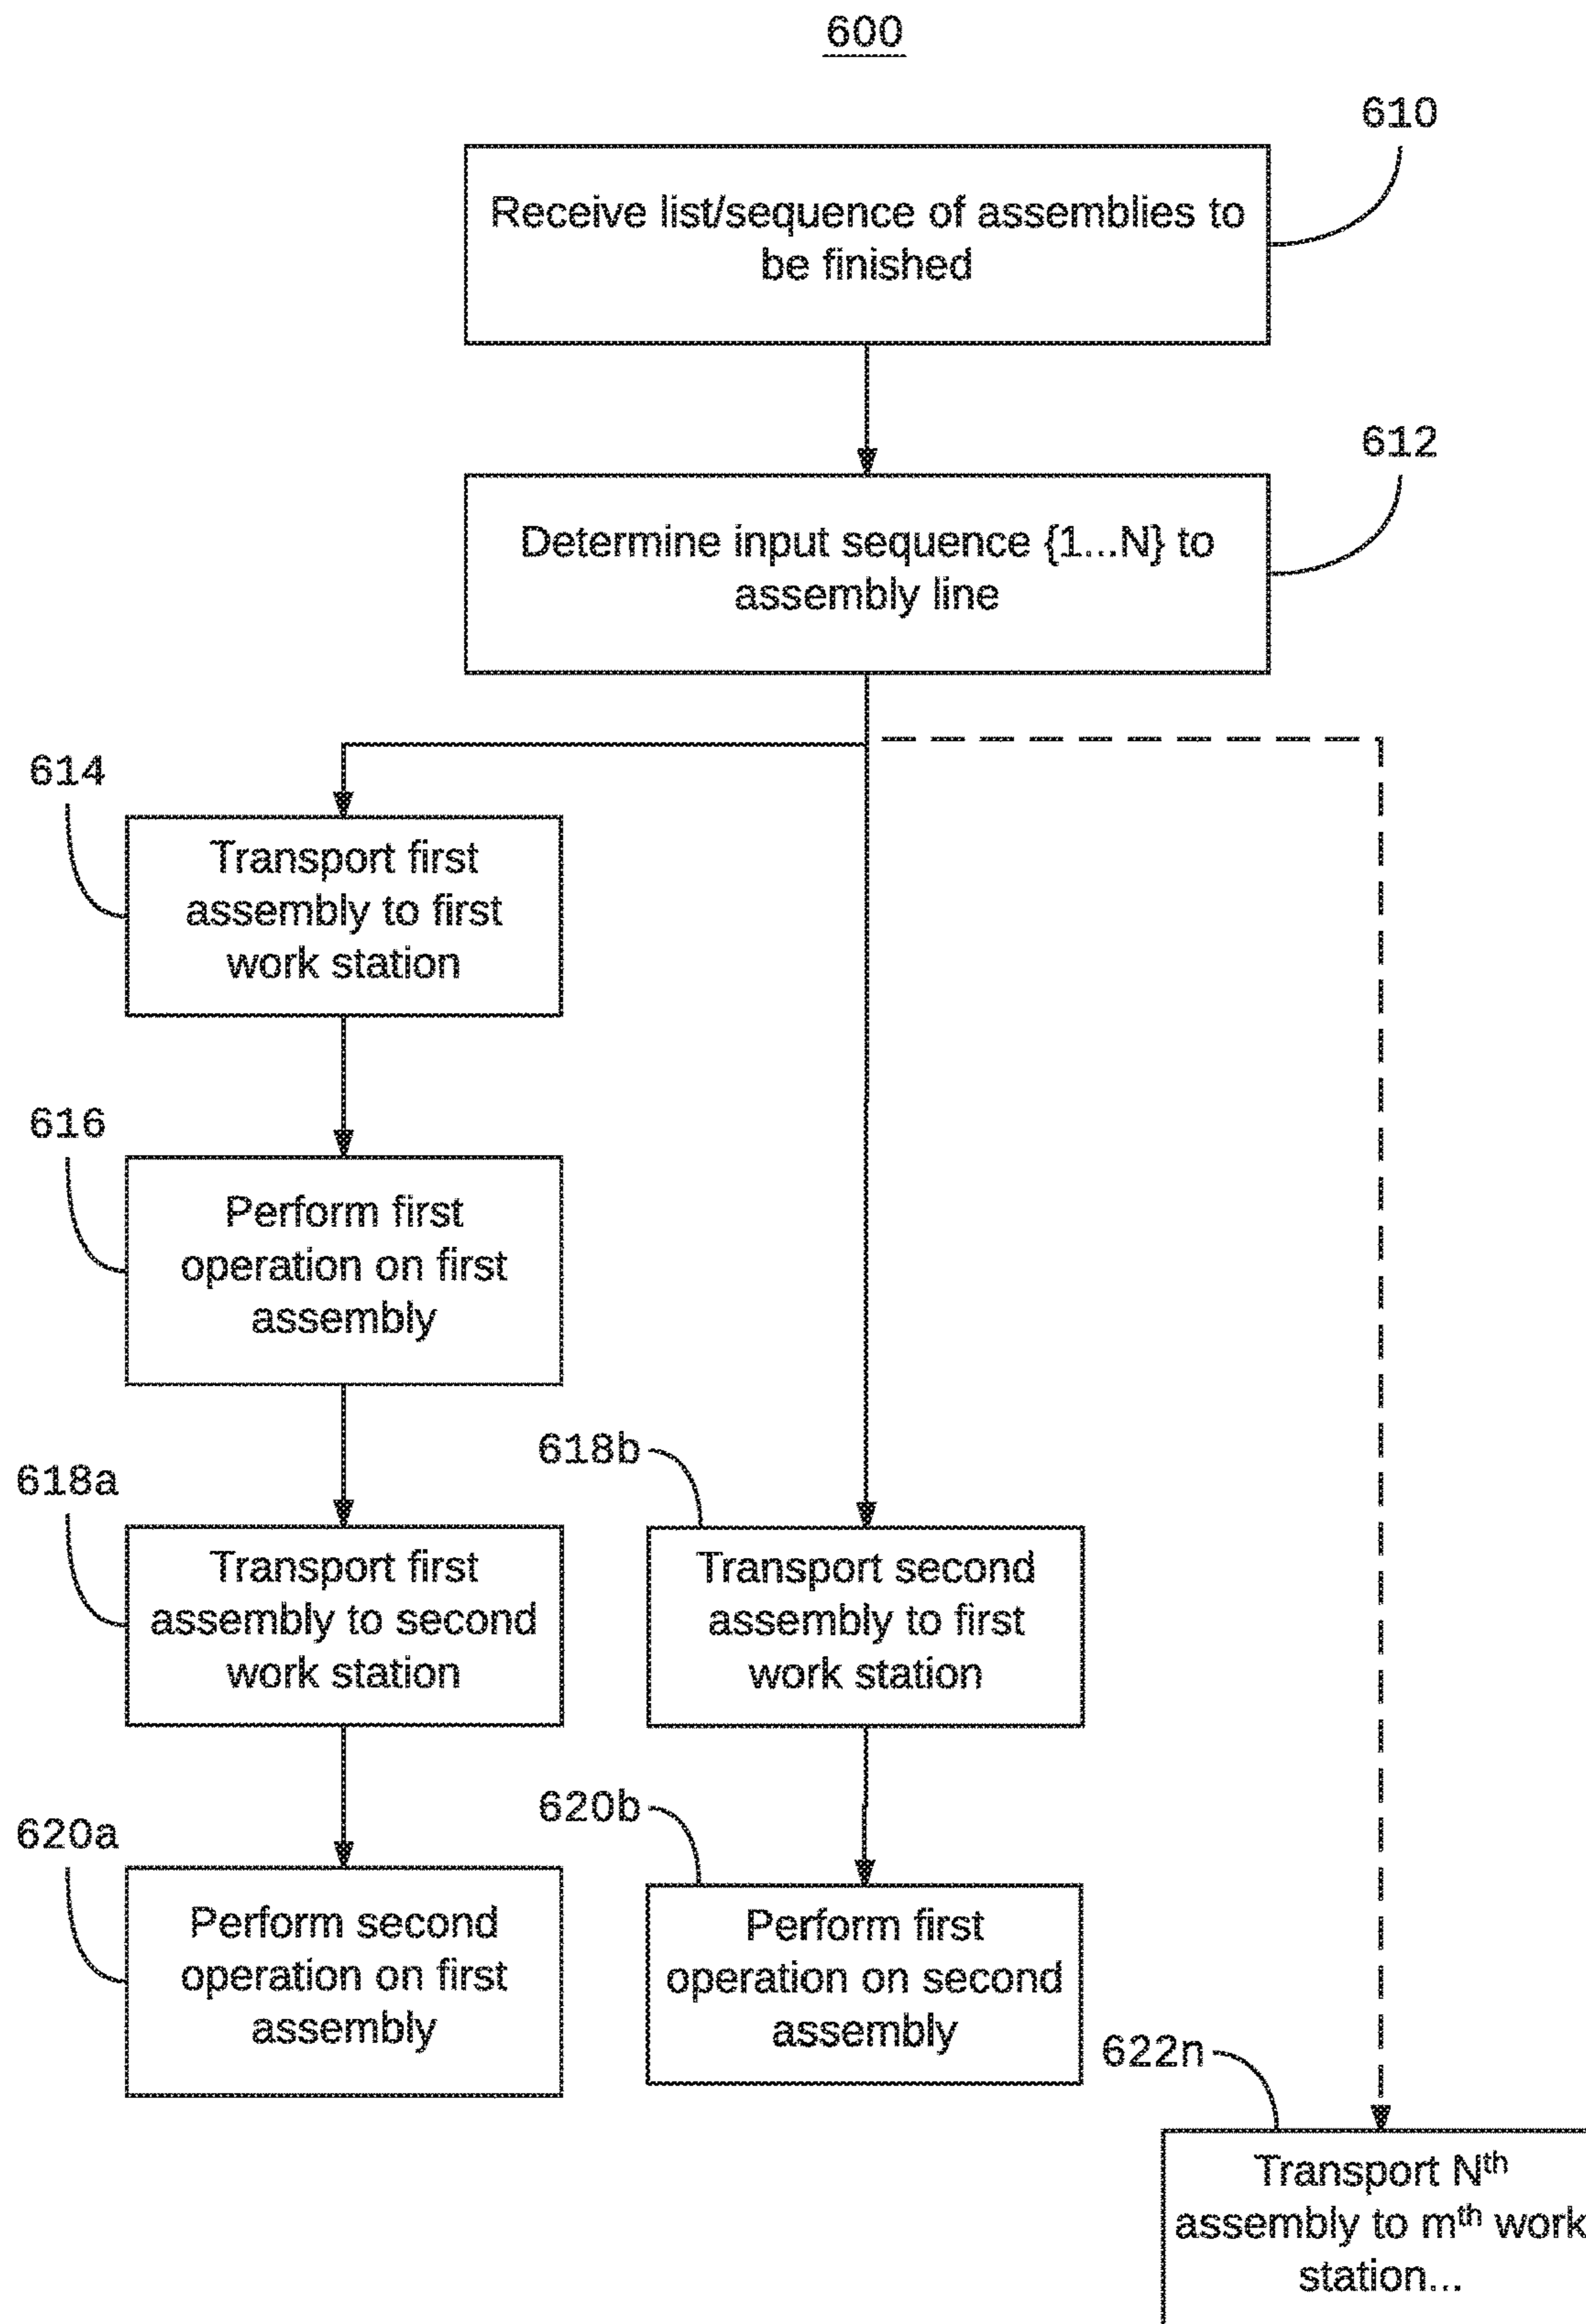 600
610
Receive list/sequence of assemblies to
be finished
612
Determine input sequence {1...N} to
assembly line
614
Transport first
assembly to first
work station
616
Perform first
operation on first
assembly
618a
Transport first
assembly to second
work station
618b
Transport second
assembly to first
work station
620a
Perform second
operation on first
assembly
620b
Perform first
operation on second
assembly
622n
Transport Nth
assembly to mth work
station...